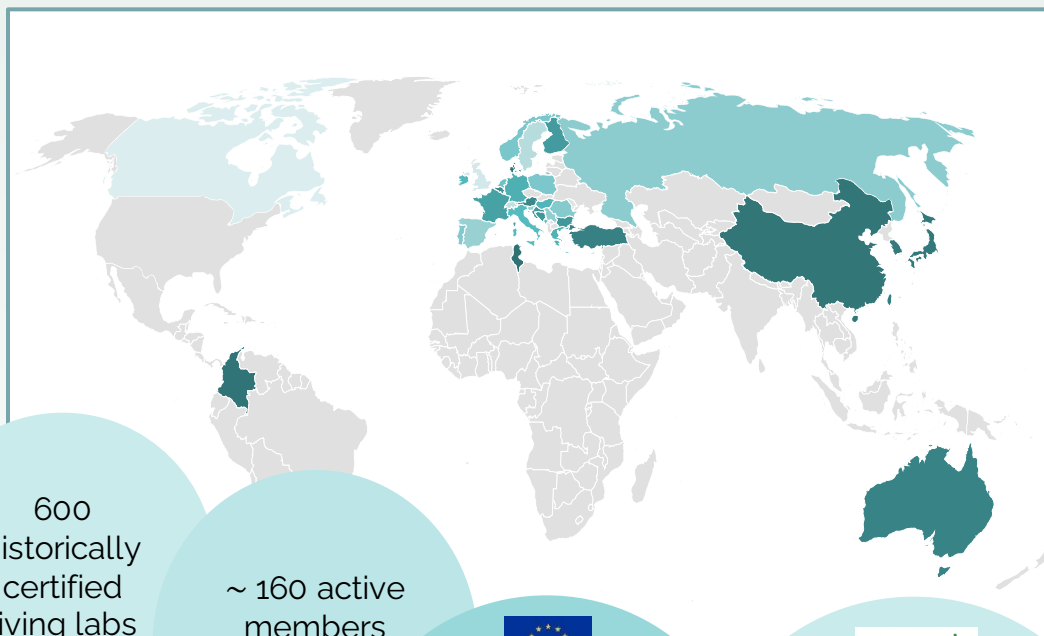 600
istorically
certified
iving labs
~ 160 active
members